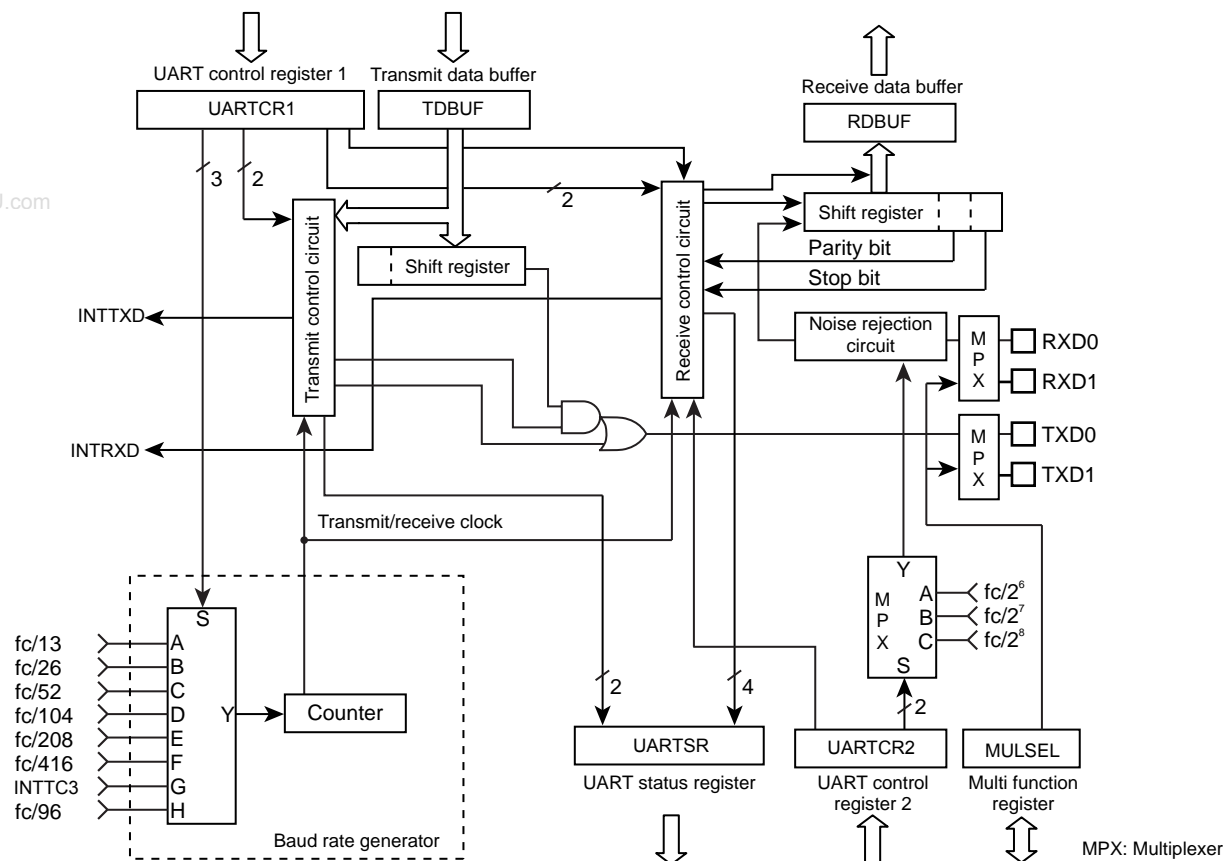 UART control register 1
Transmit data buffer
Receive data buffer
UARTCR1
TDBUF
RDBUF
3
2
2
J.com
Transmit control circuit
Receive control circuit
Shift register
Shift register
Parity bit
Stop bit
INTTXD
Noise rejection
circuit
M
P
X
RXD0
RXD1
INTRXD
M
P
X
TXD0
TXD1
Transmit/receive clock
S
fc/13
A
fc/26
B
fc/52
C
fc/104
D
fc/208
E
fc/416
F
INTTC3
G
fc/96
H
Y
Counter
Baud rate generator
Y
M
P
X
A
B
C
S
fc/2⁶
fc/2⁷
fc/2⁸
2
4
2
UARTSR
UARTCR2
MULSEL
UART status register
UART control
register 2
Multi function
register
MPX: Multiplexer